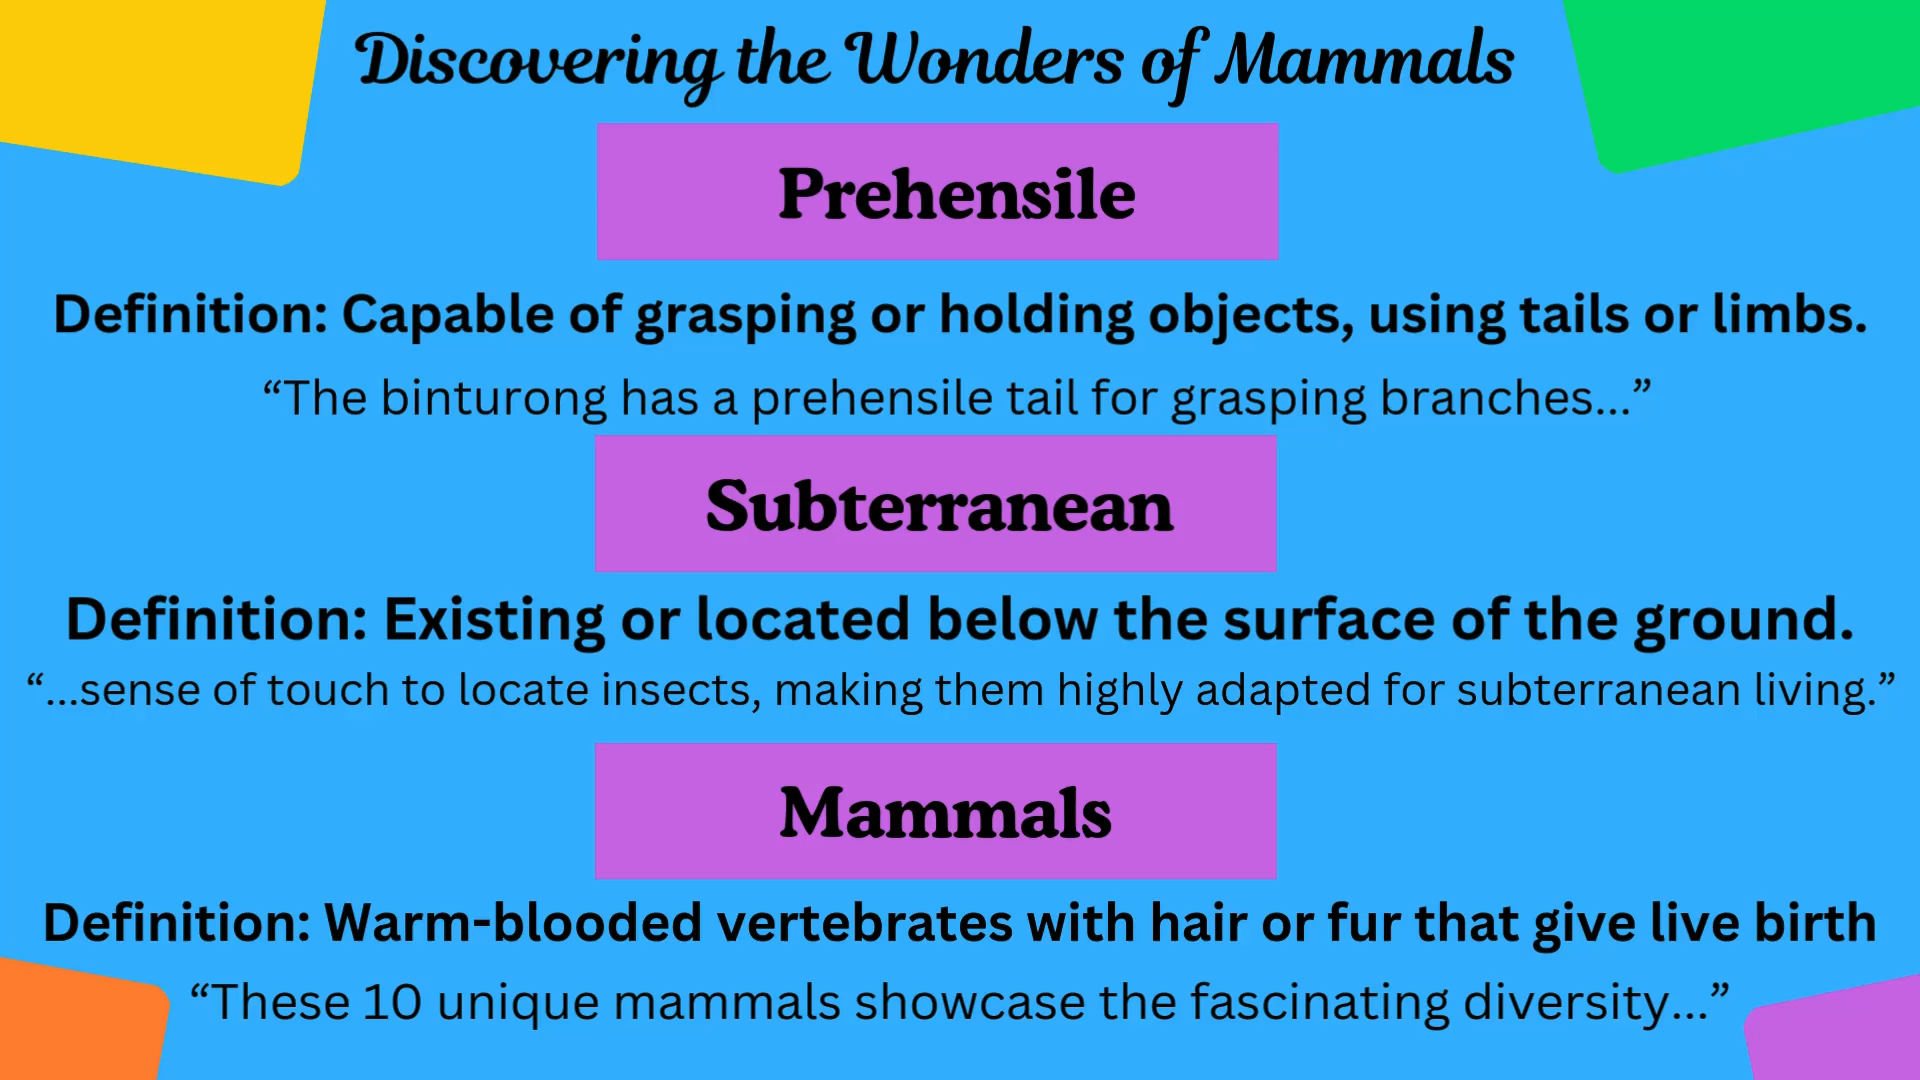 Discovering the Wonders of Mammals
Prehensile
Definition: Capable of grasping or holding objects, using tails or limbs.
“The binturong has a prehensile tail for grasping branches...”
Subterranean
Definition: Existing or located below the surface of the ground.
“...sense of touch to locate insects, making them highly adapted for subterranean living.”
Mammals
Definition: Warm-blooded vertebrates with hair or fur that give live birth
“These 10 unique mammals showcase the fascinating diversity...”